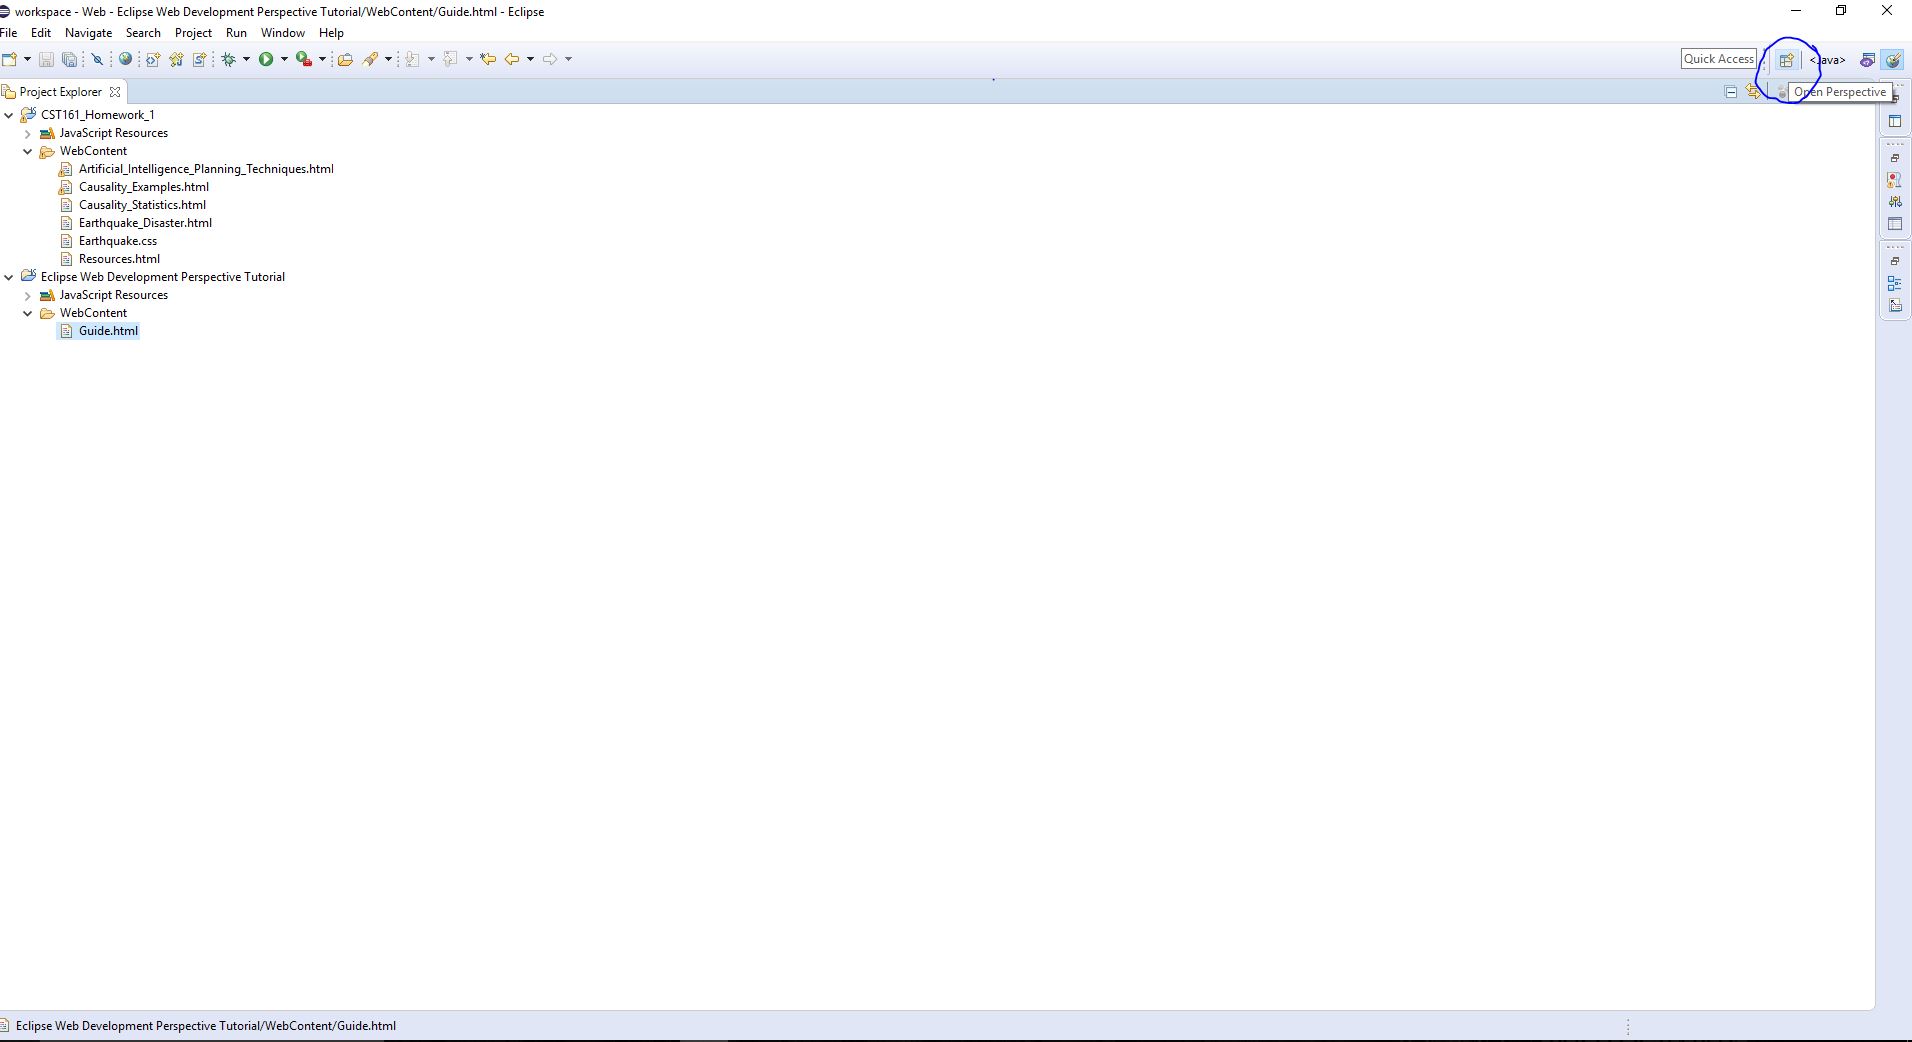 workspace - Web - Eclipse Web Development Perspective Tutorial/WebContent/Guide.html - Eclipse
File Edit Navigate Search Project Run Window Help
Quick Access <Java>
Project Explorer Open Perspective
CST161_Homework_1
JavaScript Resources
WebContent
Artificial_Intelligence_Planning_Techniques.html
Causality_Examples.html
Causality_Statistics.html
Earthquake_Disaster.html
Earthquake.css
Resources.html
Eclipse Web Development Perspective Tutorial
JavaScript Resources
WebContent
Guide.html
Eclipse Web Development Perspective Tutorial/WebContent/Guide.html